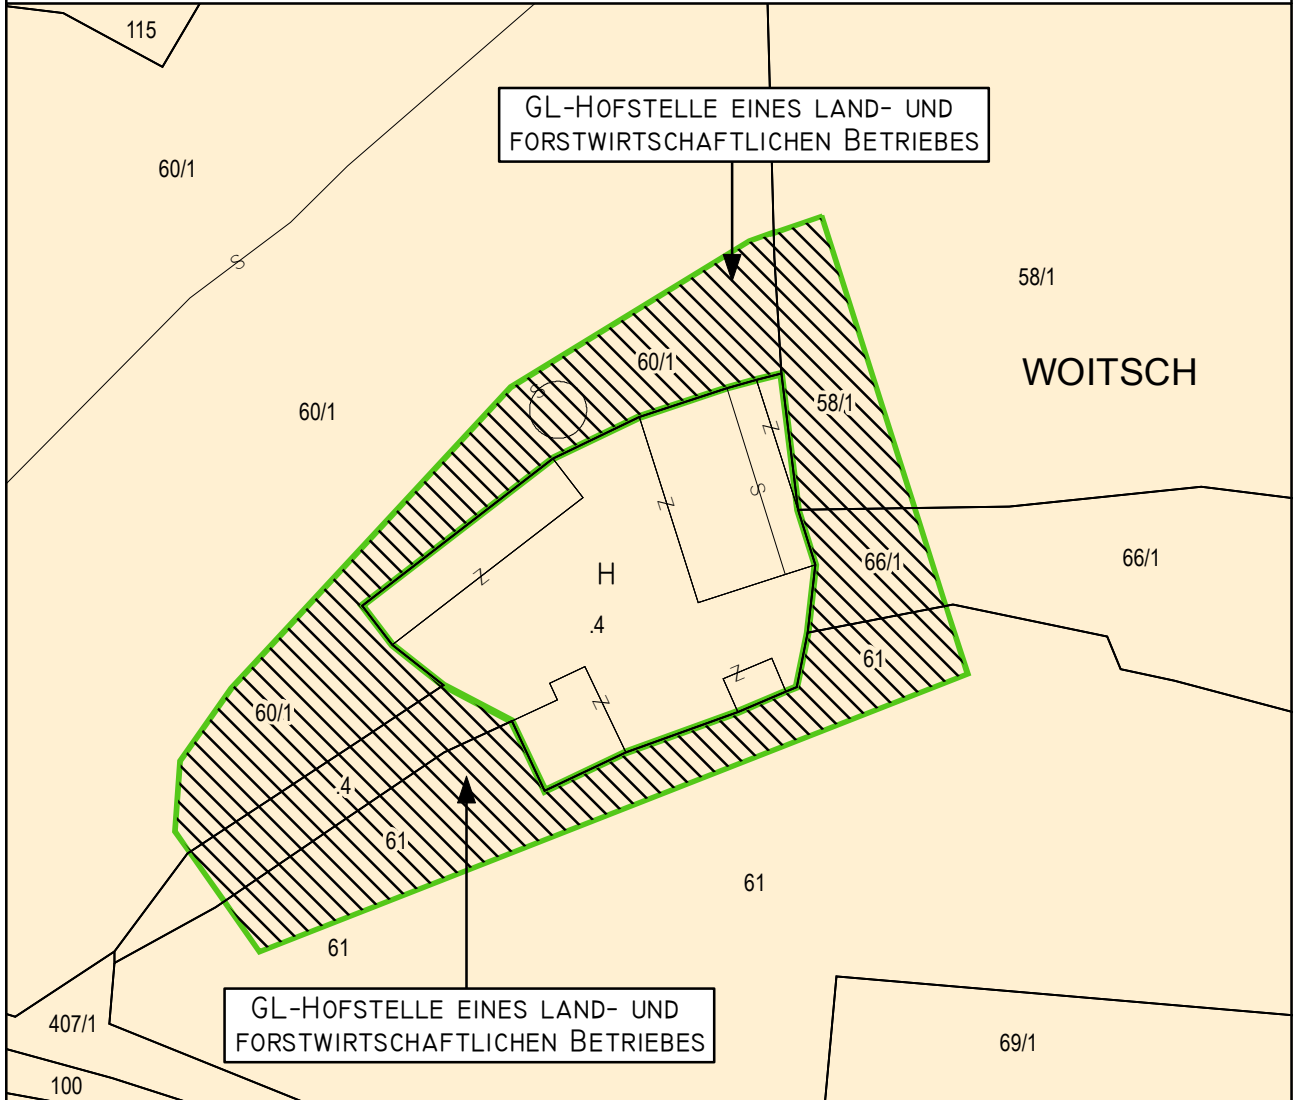 115
GL-Hofstelle eines land- und
forstwirtschaftlichen Betriebes
60/1
S
58/1
60/1
WOITSCH
S
60/1
58/1
Z
S
Z
66/1
66/1
H
Z
.4
61
Z
Z
60/1
.4
61
61
61
GL-Hofstelle eines land- und
forstwirtschaftlichen Betriebes
407/1
69/1
100